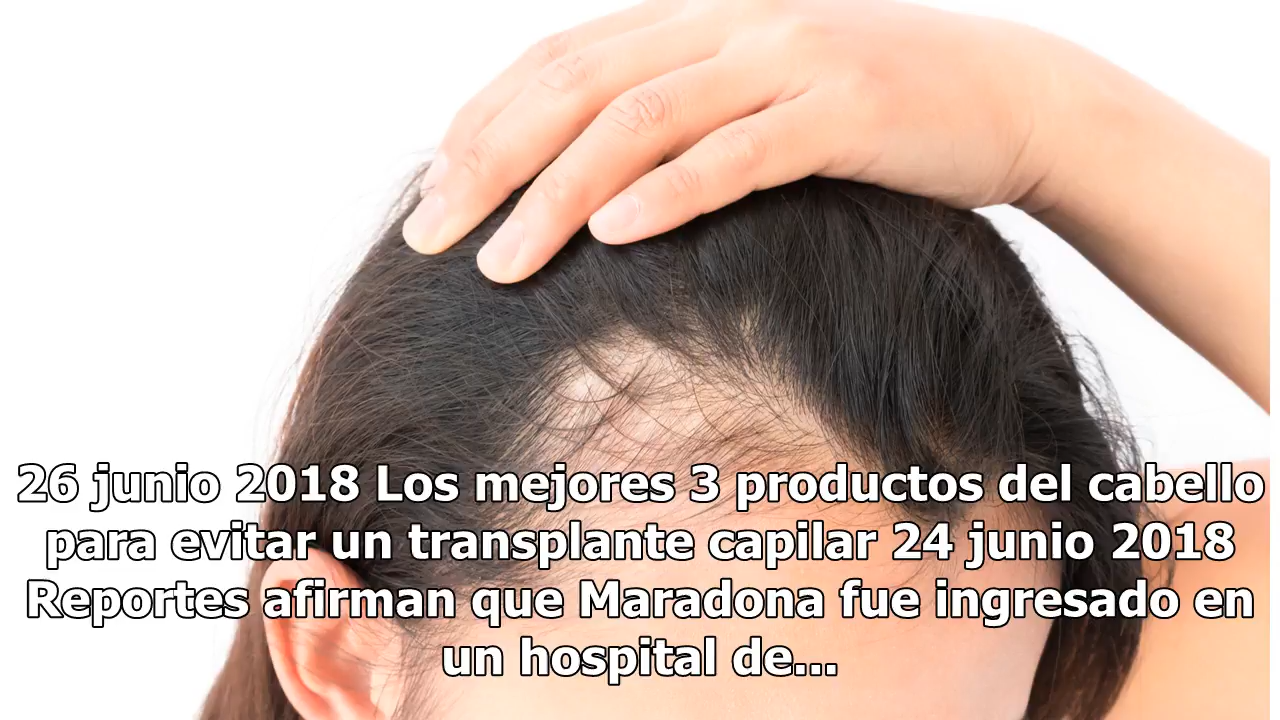 26 junio 2018 Los mejores 3 productos del cabello
para evitar un transplante capilar 24 junio 2018
Reportes afirman que Maradona fue ingresado en
un hospital de...